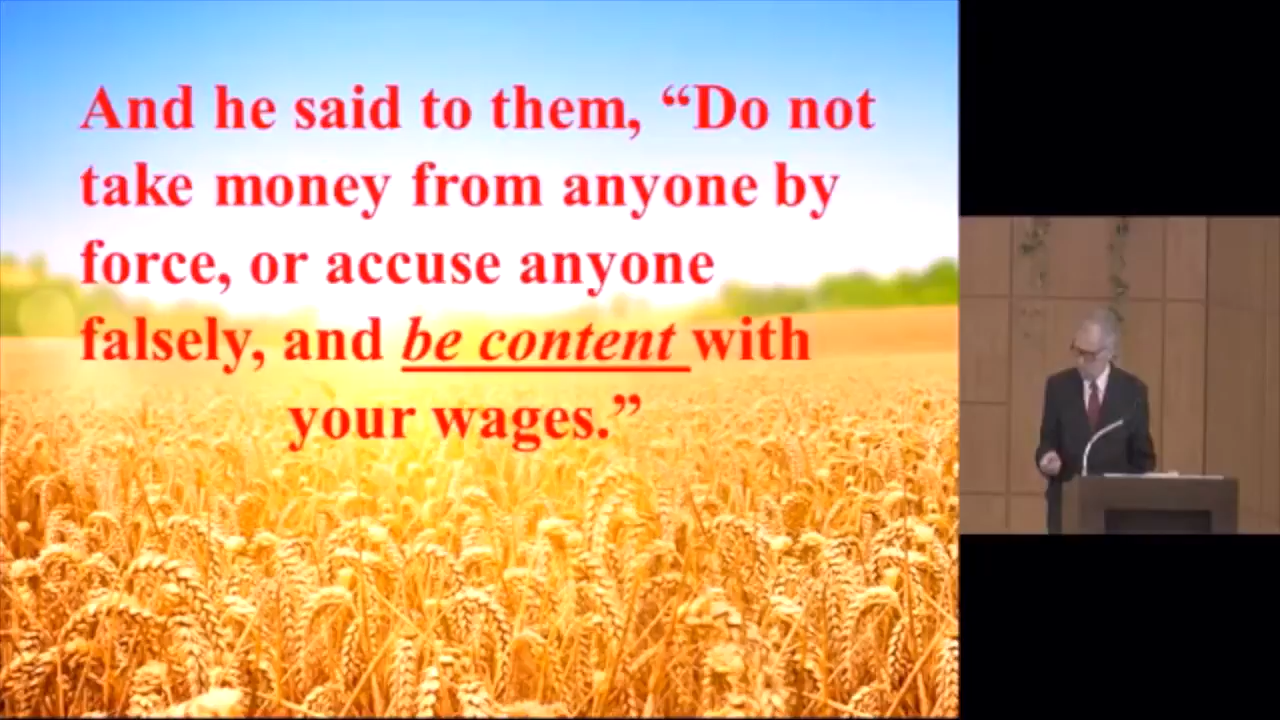 And he said to them, “Do not
take money from anyone by
force, or accuse anyone
falsely, and be content with
your wages.”